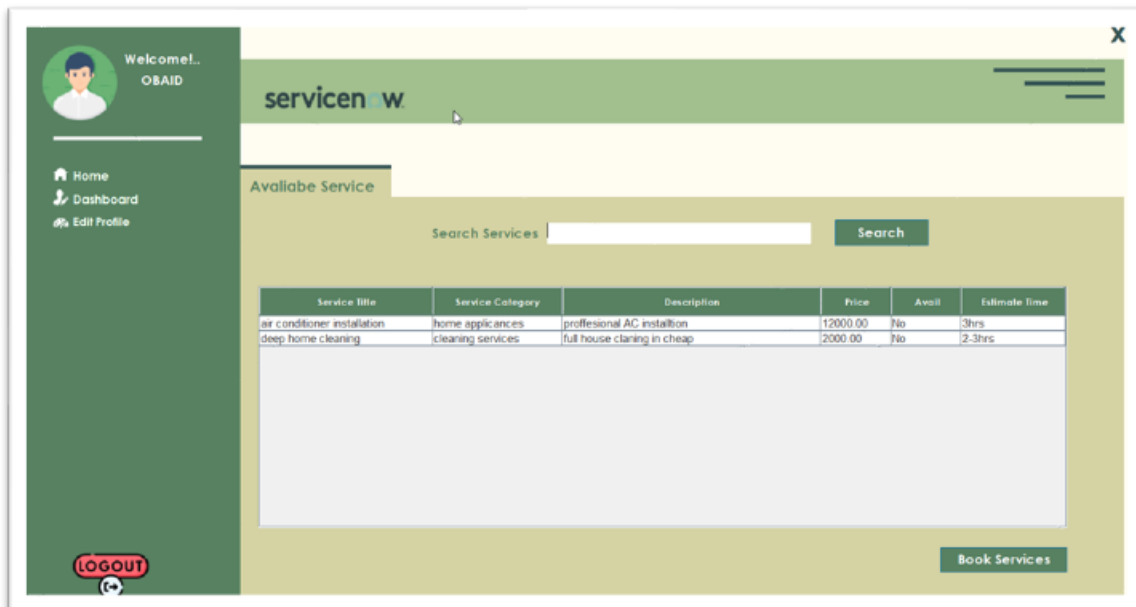 X
Welcome!..
OBAID
servicenow.
Home
Dashboard
Edit Profile
Avaliabe Service
Search Services Search
Service Title Service Category Description Price Avail Estimate Time
air conditioner installation home applicances proffesional AC installtion 12000.00 No 3hrs
deep home cleaning cleaning services full house claning in cheap 2000.00 No 2-3hrs
LOGOUT
Book Services